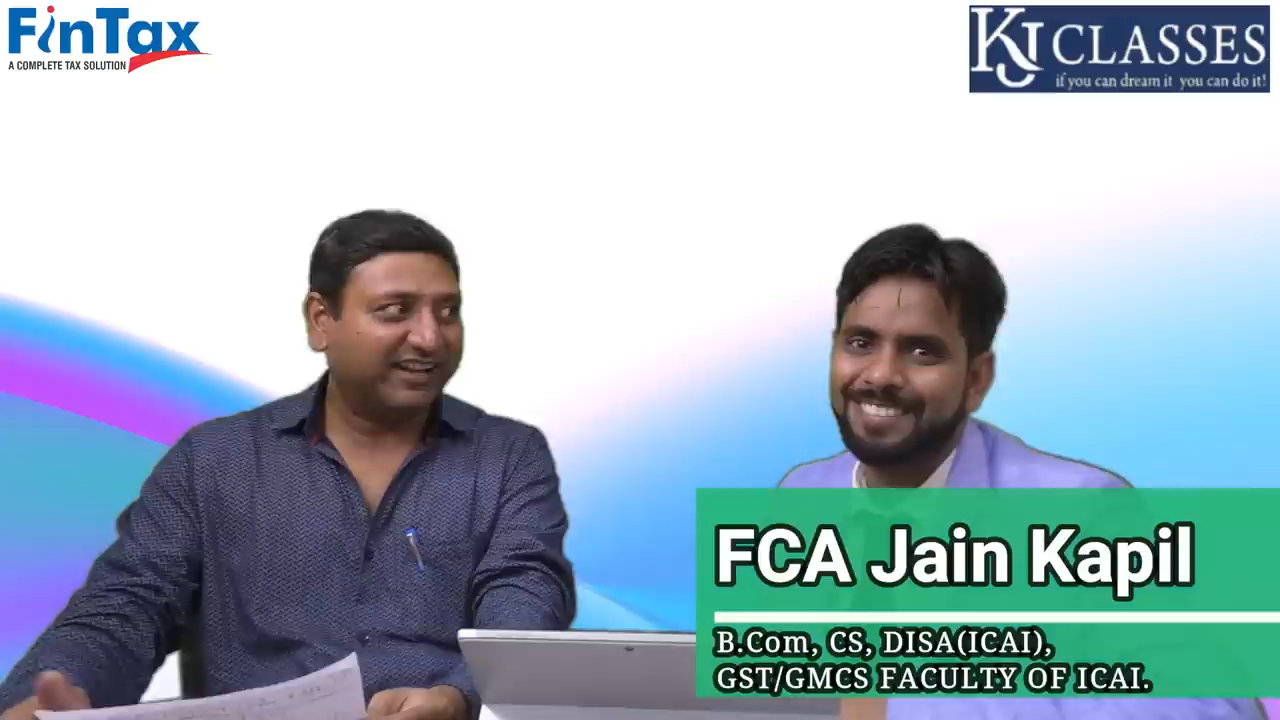 FinTax
A COMPLETE TAX SOLUTION
KJ CLASSES
if you can dream it you can do it!
FCA Jain Kapil
B.Com, CS, DISA(ICAI),
GST/GMCS FACULTY OF ICAI.